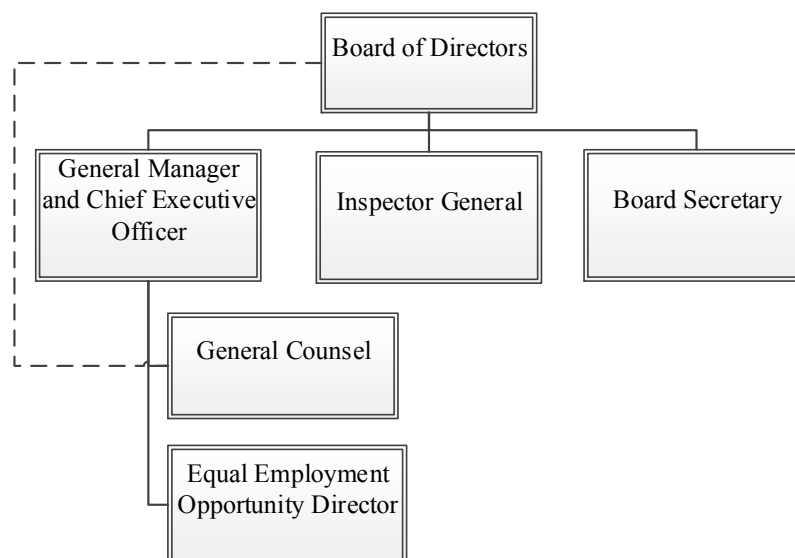 Board of Directors
General Manager
and Chief Executive
Officer
Inspector General
Board Secretary
General Counsel
Equal Employment
Opportunity Director